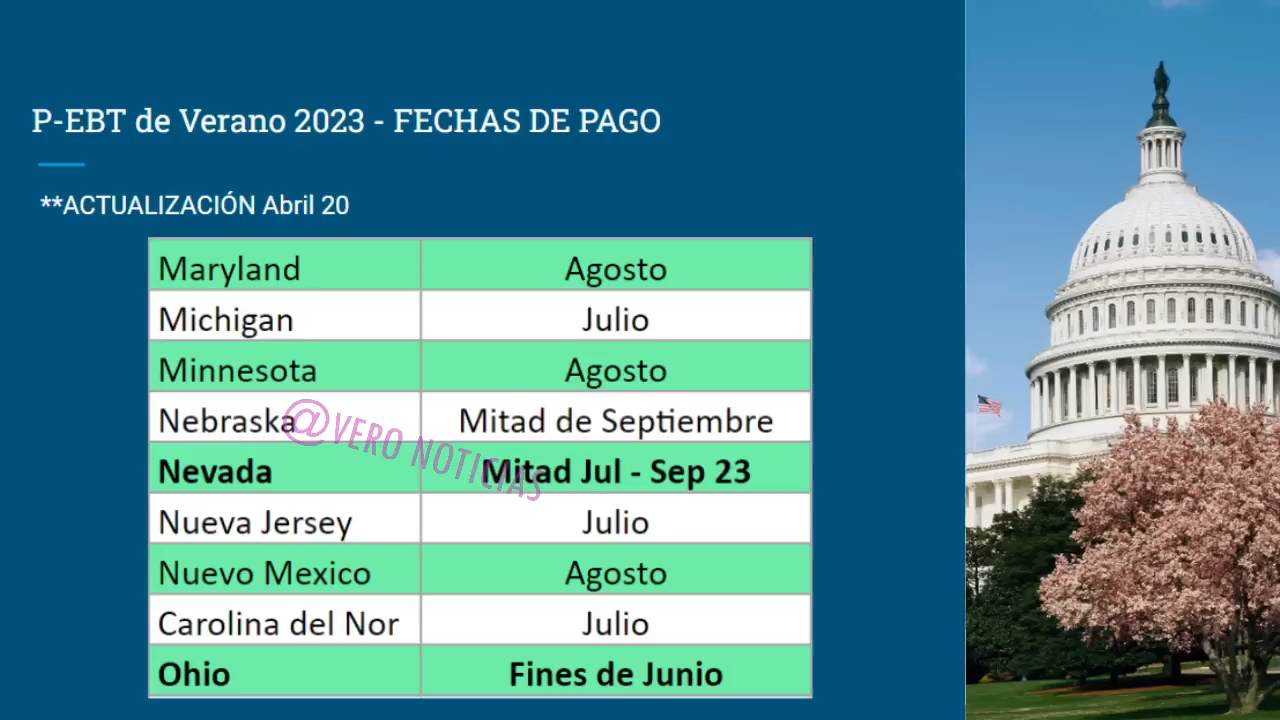 P-EBT de Verano 2023 - FECHAS DE PAGO
**ACTUALIZACIÓN Abril 20
Maryland Agosto
Michigan Julio
Minnesota Agosto
Nebraska Mitad de Septiembre
@VERO NOTICIAS
Nevada Mitad Jul - Sep 23
Nueva Jersey Julio
Nuevo Mexico Agosto
Carolina del Nor Julio
Ohio Fines de Junio